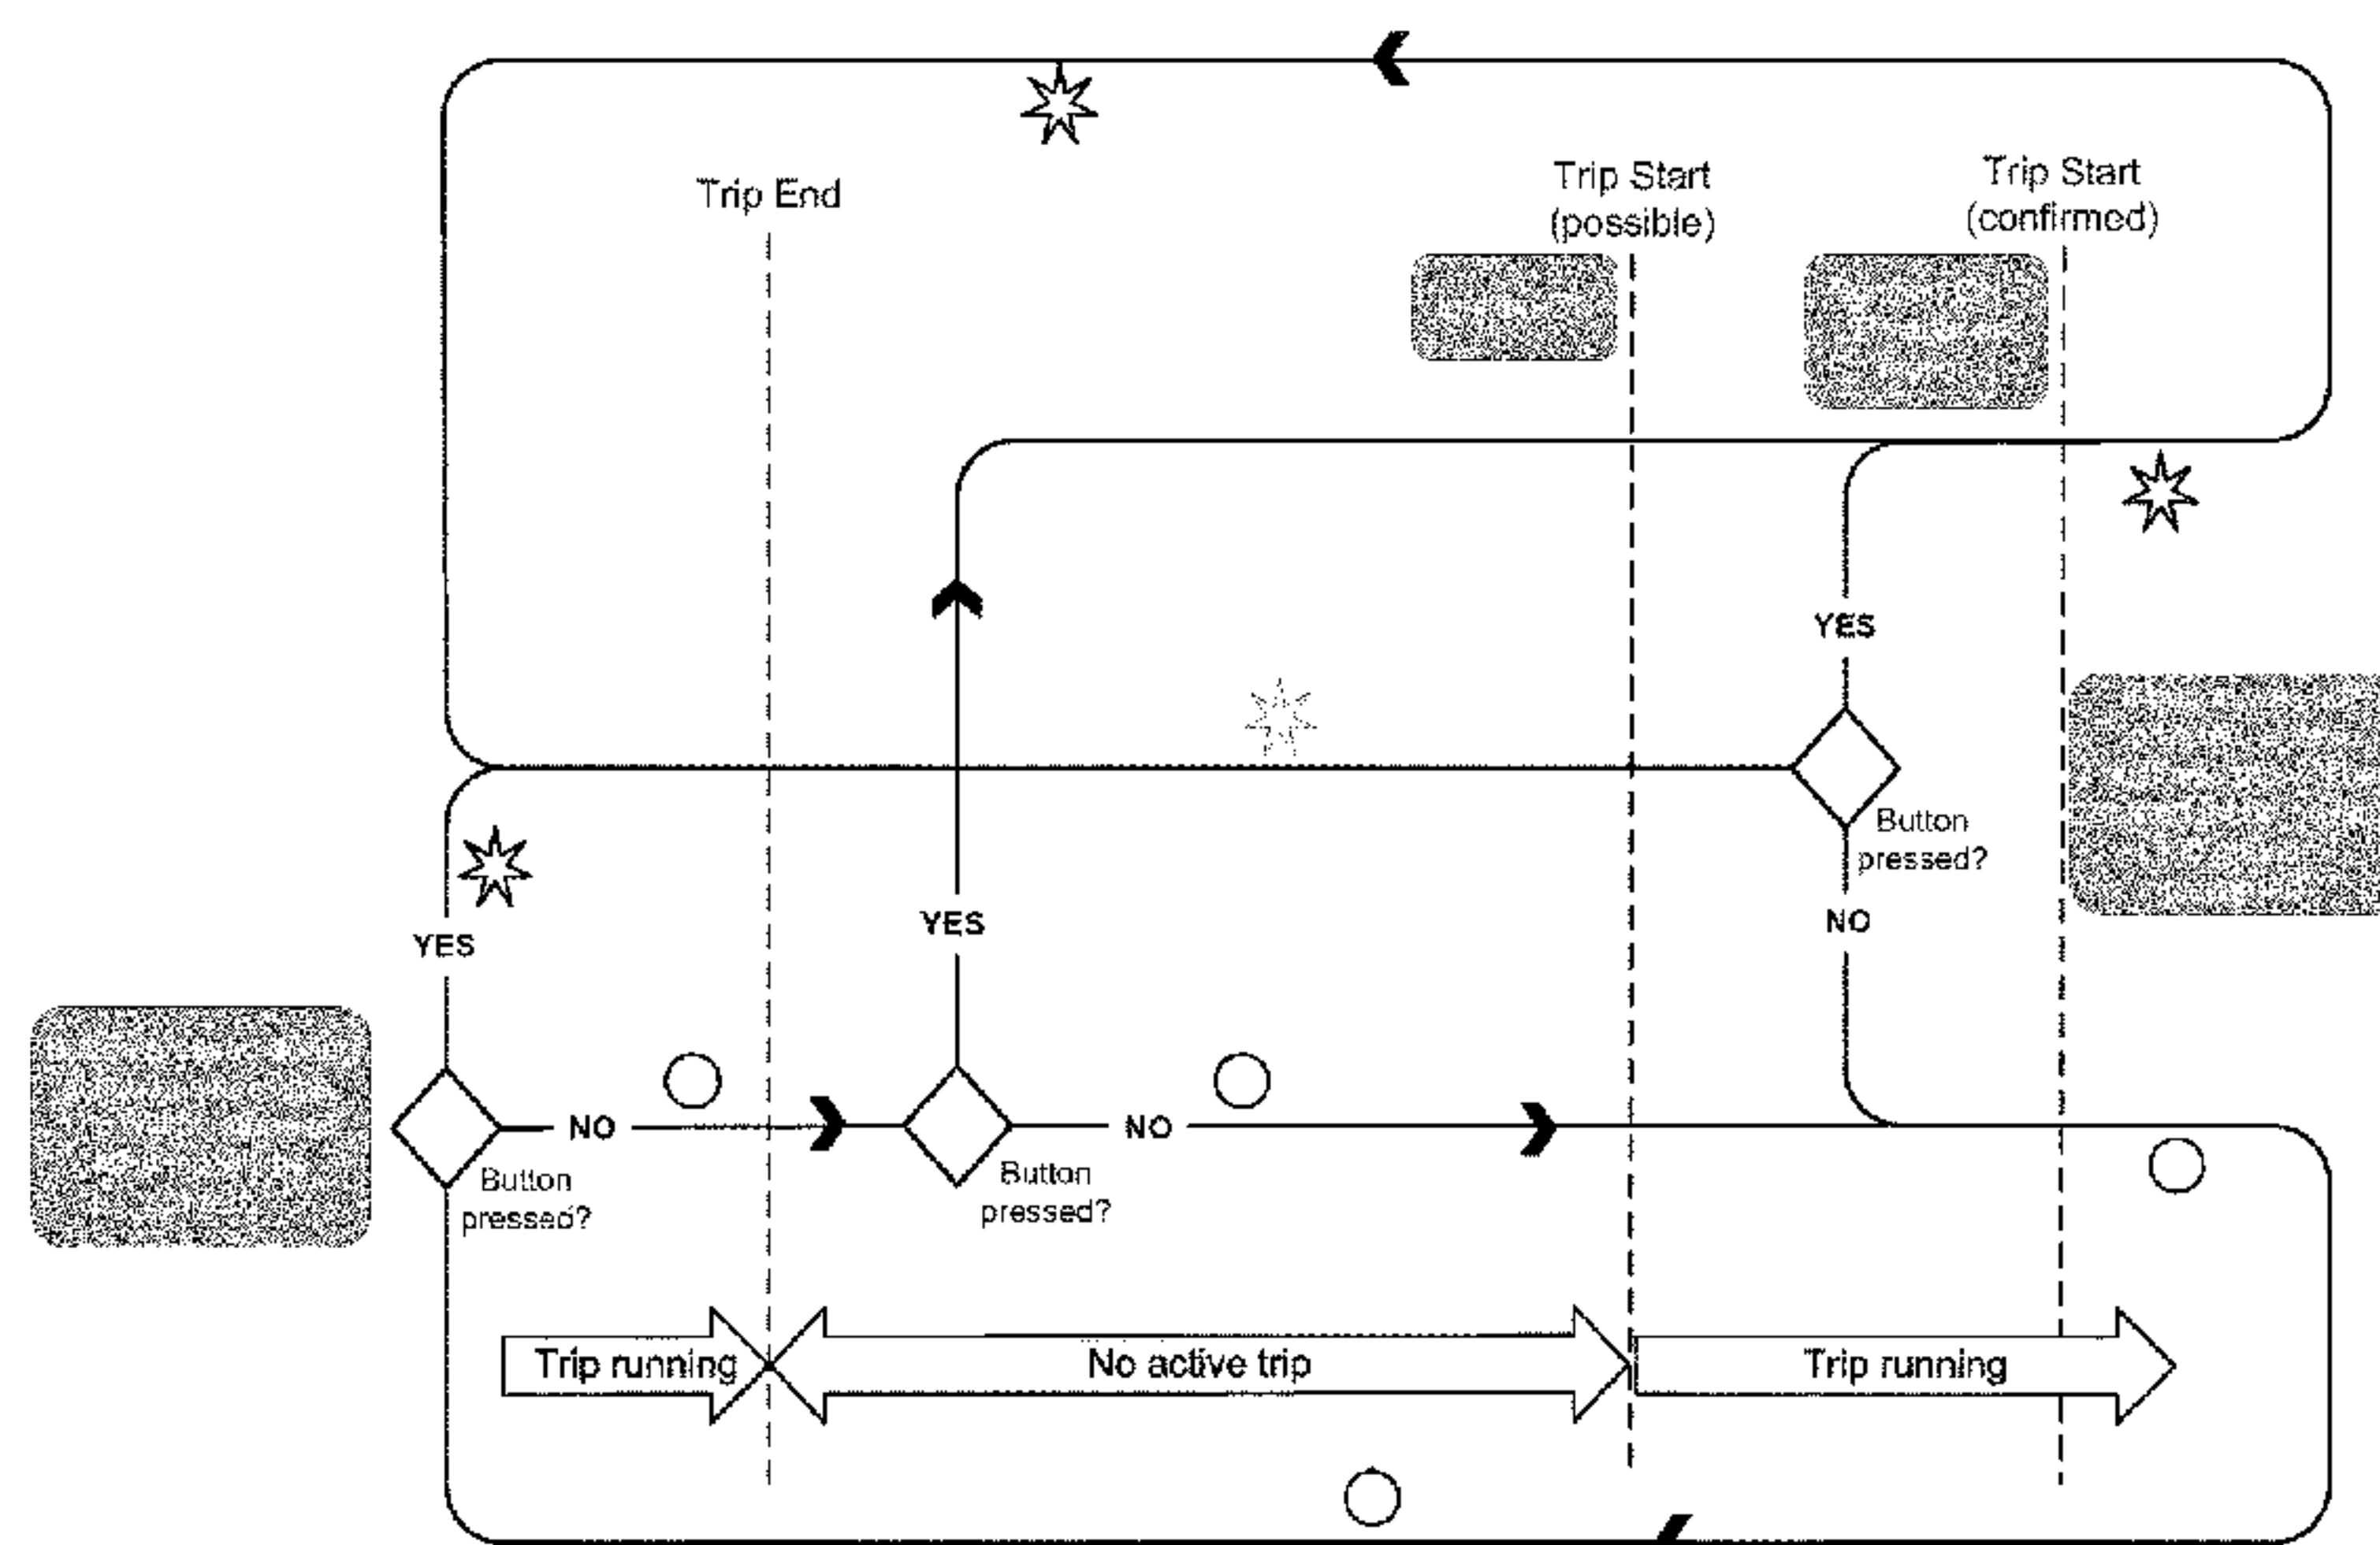 Trip End
Trip Start
(possible)
Trip Start
(confirmed)
YES
Button
pressed?
YES
NO
YES
NO
NO
Button
pressed?
Button
pressed?
Trip running
No active trip
Trip running